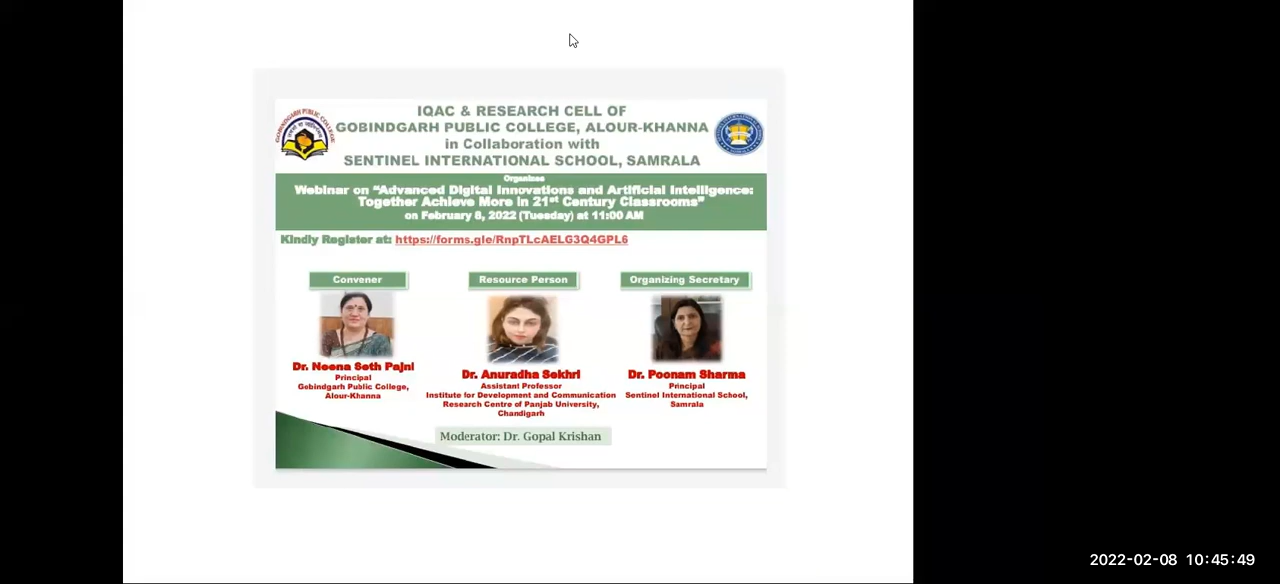 IQAC & RESEARCH CELL OF
GOBINDGARH PUBLIC COLLEGE, ALOUR-KHANNA
in Collaboration with
SENTINEL INTERNATIONAL SCHOOL, SAMRALA
Organizes
Webinar on "Advanced Digital Innovations and Artificial Intelligence:
Together Achieve More in 21st Century Classrooms"
on February 8, 2022 (Tuesday) at 11:00 AM
Kindly Register at: https://forms.gle/RnpTLcAELG3Q4GPL6
Convener
Dr. Neena Seth Pajni
Principal
Gobindgarh Public College,
Alour-Khanna
Resource Person
Dr. Anuradha Sekhri
Assistant Professor
Institute for Development and Communication
Research Centre of Panjab University,
Chandigarh
Organizing Secretary
Dr. Poonam Sharma
Principal
Sentinel International School,
Samrala
Moderator: Dr. Gopal Krishan
2022-02-08 10:45:49